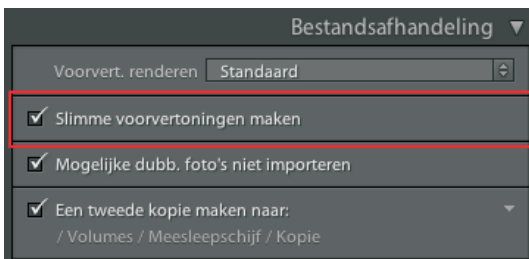 Bestandsafhandeling
Voorvert. renderen Standaard
Slimme voorvertoningen maken
Mogelijke dubb. foto's niet importeren
Een tweede kopie maken naar:
/ Volumes / Meesleepschijf / Kopie